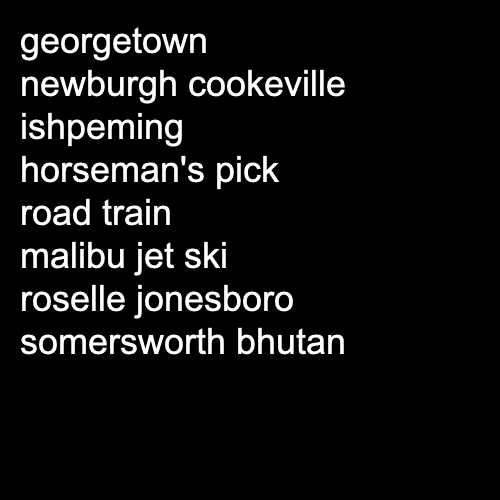 georgetown
newburgh cookeville
ishpeming
horseman's pick
road train
malibu jet ski
roselle jonesboro
somersworth bhutan